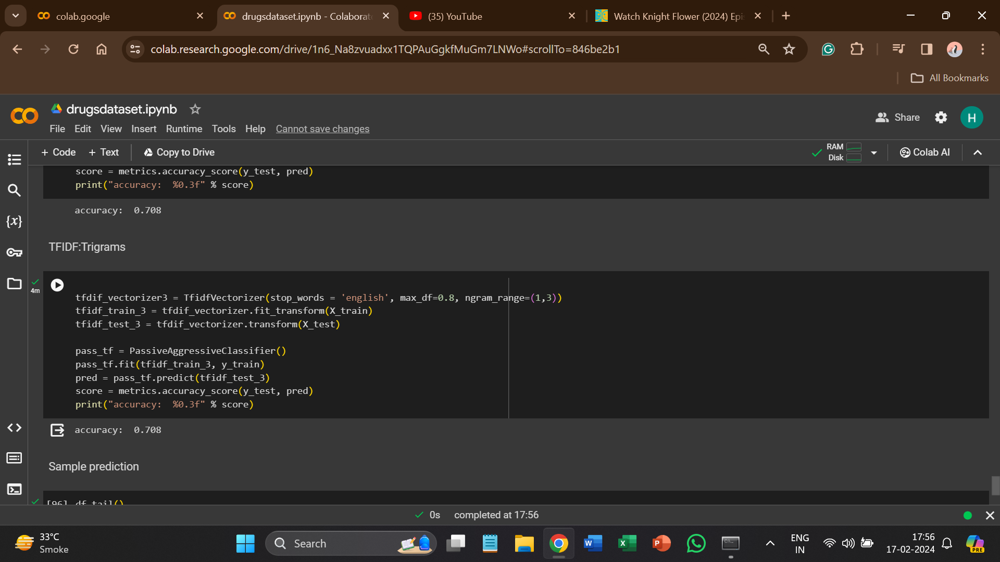 colab.google
drugsdataset.ipynb - Colaborat
(35) YouTube
Watch Knight Flower (2024) Epi
colab.research.google.com/drive/1n6_Na8zvuadxx1TQPAuGgkfMuGm7LNWo#scrollTo=846be2b1
All Bookmarks
drugsdataset.ipynb
Share
H
File Edit View Insert Runtime Tools Help Cannot save changes
+ Code + Text Copy to Drive
RAM
Disk
Colab AI
score = metrics.accuracy_score(y_test, pred)
print("accuracy:  %0.3f" % score)
accuracy:  0.708
TFIDF:Trigrams
4m
tfdif_vectorizer3 = TfidfVectorizer(stop_words = 'english', max_df=0.8, ngram_range=(1,3))
tfidf_train_3 = tfdif_vectorizer.fit_transform(X_train)
tfidf_test_3 = tfdif_vectorizer.transform(X_test)
pass_tf = PassiveAggressiveClassifier()
pass_tf.fit(tfidf_train_3, y_train)
pred = pass_tf.predict(tfidf_test_3)
score = metrics.accuracy_score(y_test, pred)
print("accuracy:  %0.3f" % score)
accuracy:  0.708
Sample prediction
[96] df.tail()
0s completed at 17:56
33°C
Smoke
Search
ENG
IN
17:56
17-02-2024
PRE